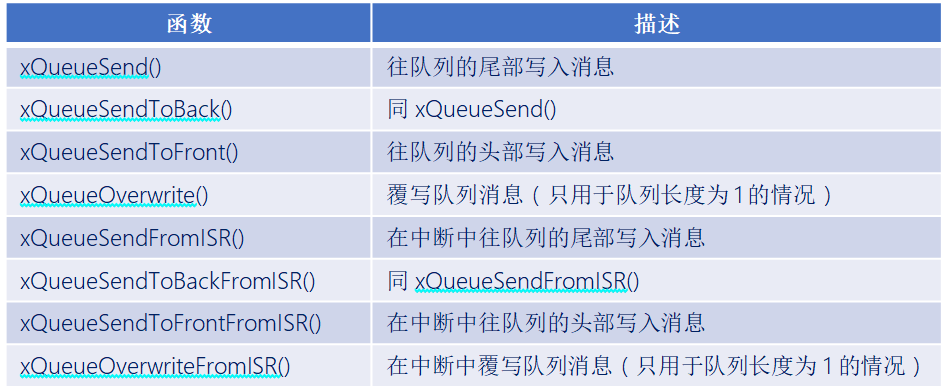 函数 描述
xQueueSend() 往队列的尾部写入消息
xQueueSendToBack() 同 xQueueSend()
xQueueSendToFront() 往队列的头部写入消息
xQueueOverwrite() 覆写队列消息（只用于队列长度为1的情况）
xQueueSendFromISR() 在中断中往队列的尾部写入消息
xQueueSendToBackFromISR() 同 xQueueSendFromISR()
xQueueSendToFrontFromISR() 在中断中往队列的头部写入消息
xQueueOverwriteFromISR() 在中断中覆写队列消息（只用于队列长度为1的情况）